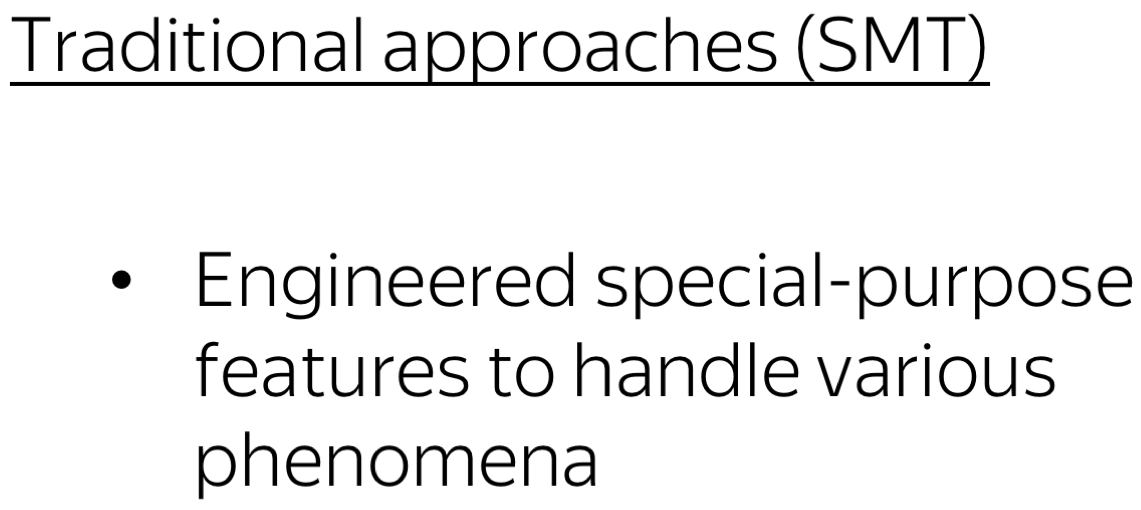 Traditional approaches (SMT)
• Engineered special-purpose
features to handle various
phenomena